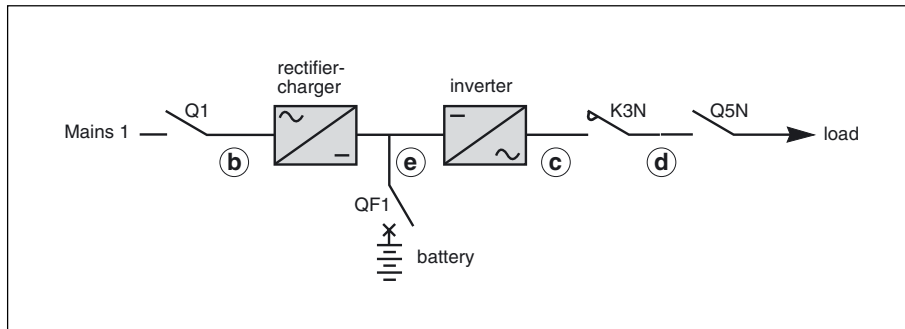 rectifier-
charger
inverter
Q1
K3N
Q5N
Mains 1
load
b
e
c
d
QF1
battery